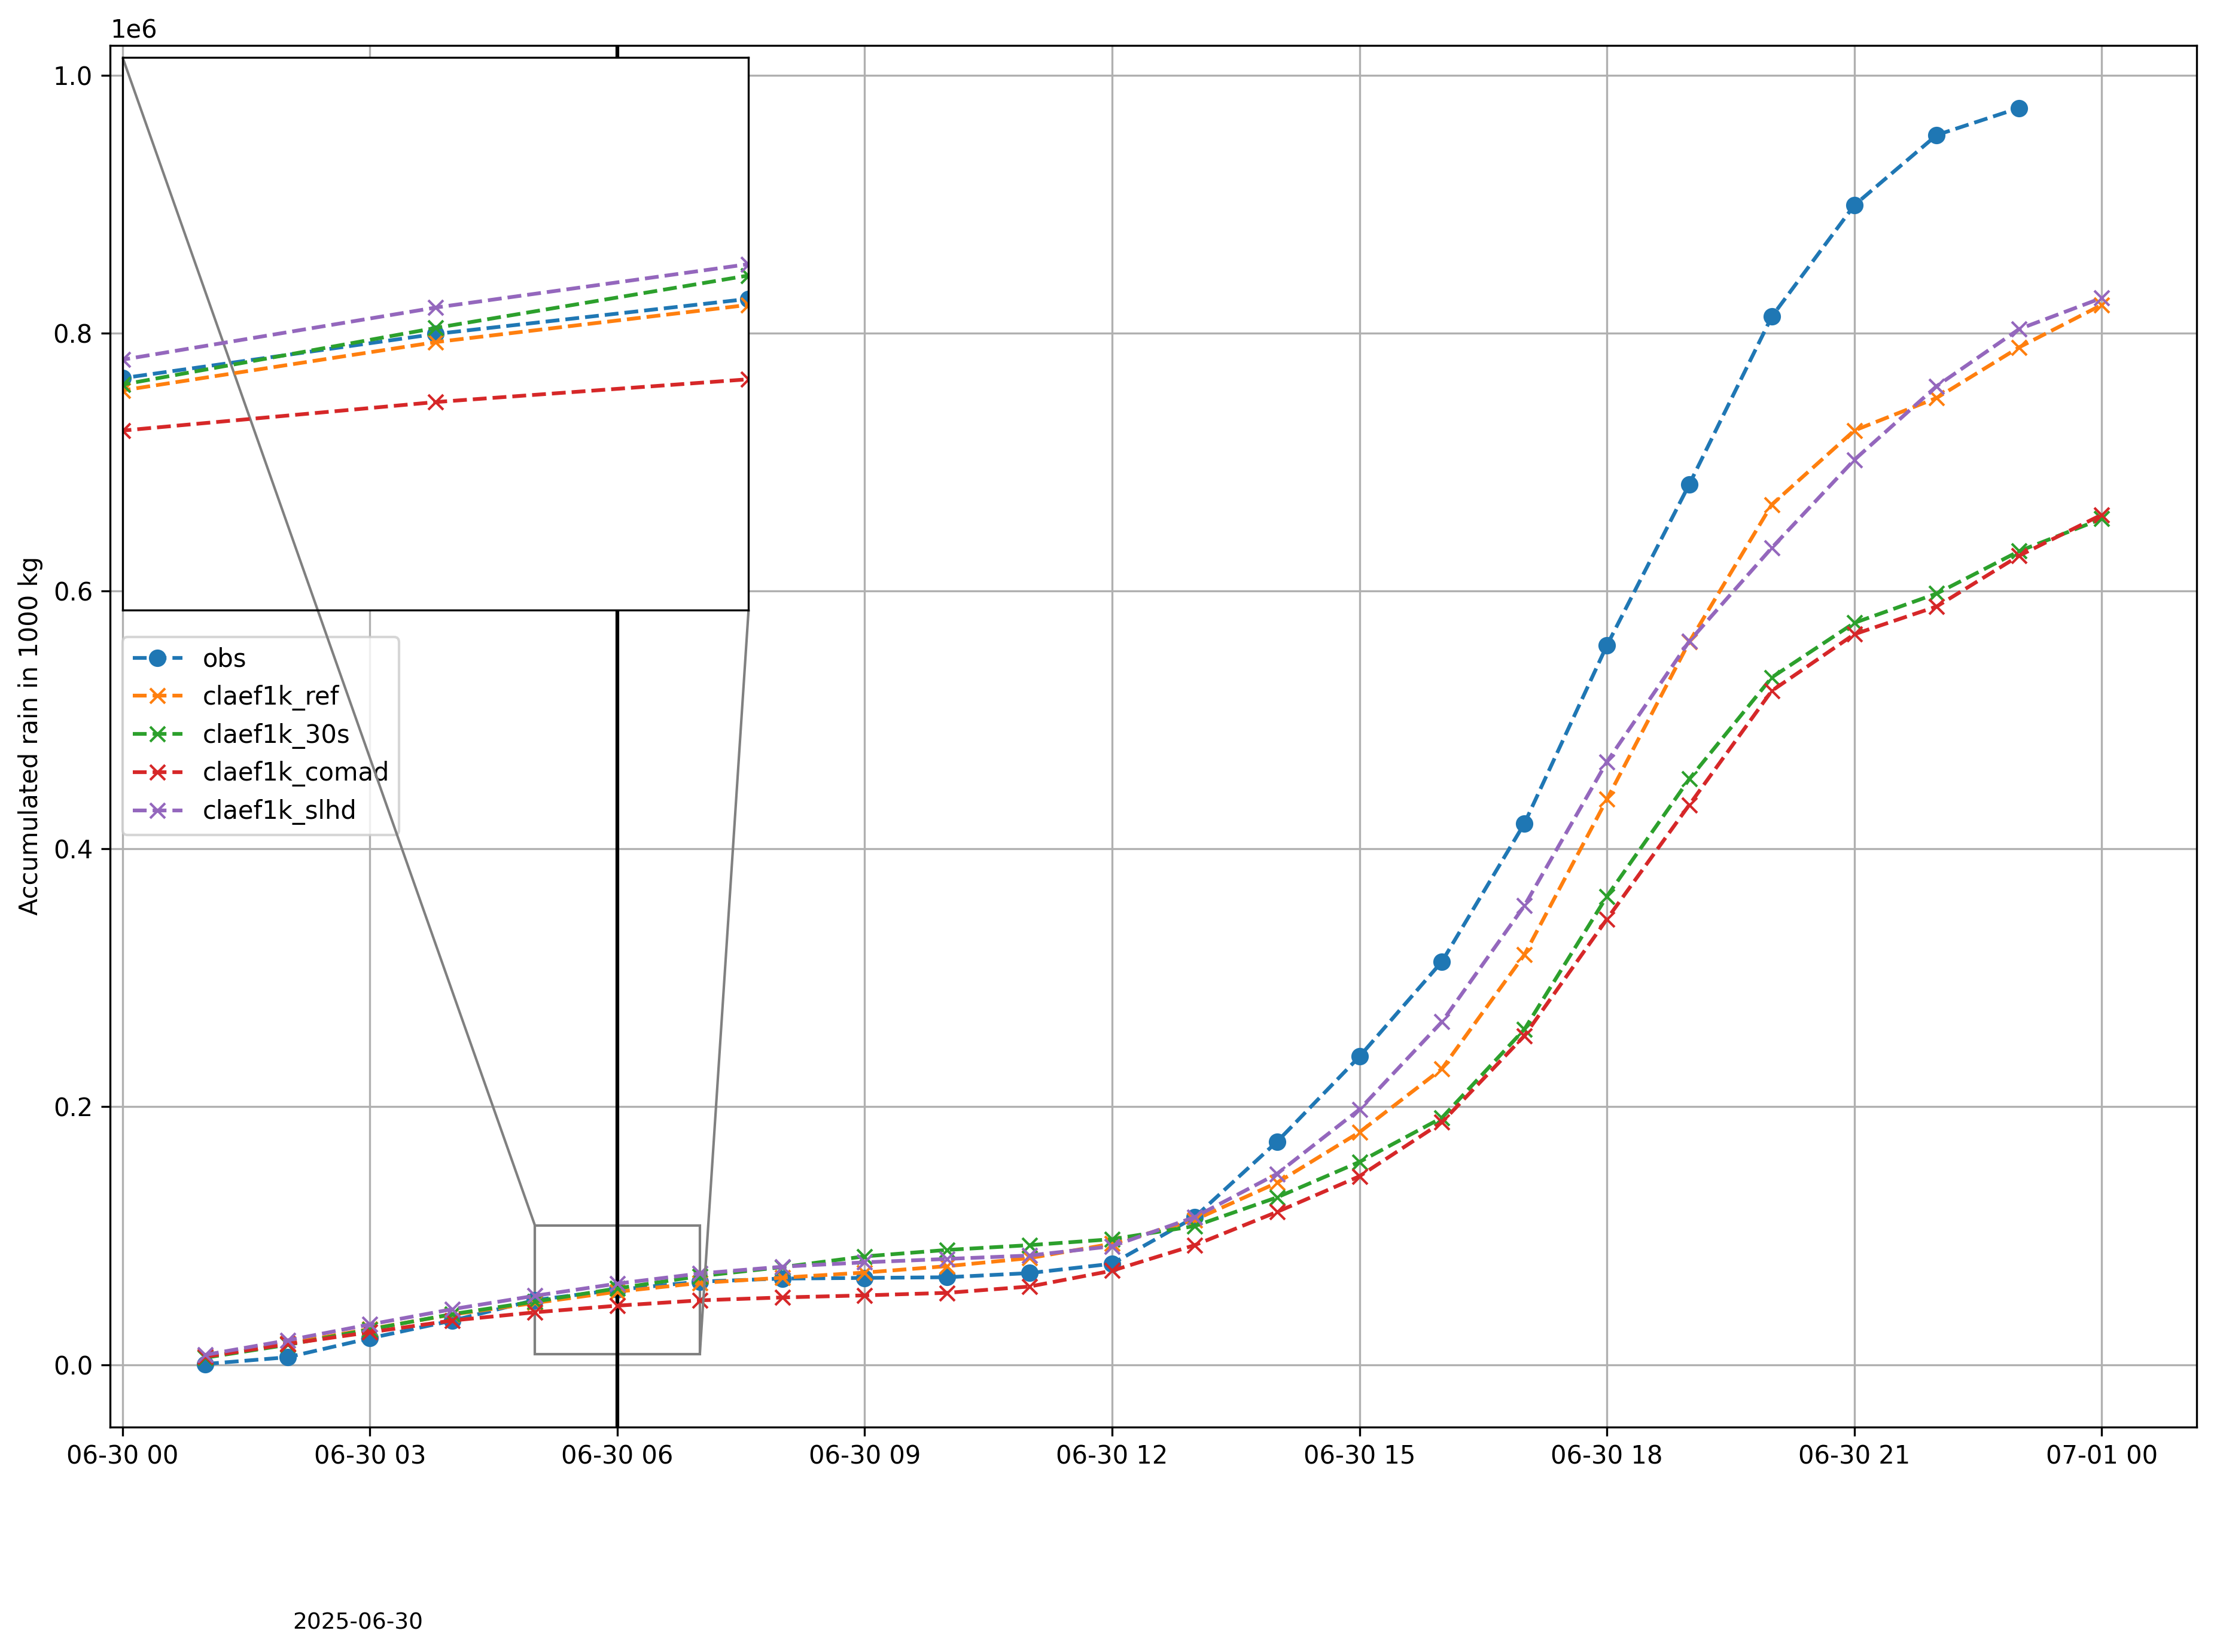 1e6
1.0
0.8
0.6
0.4
0.2
0.0
Accumulated rain in 1000 kg
obs
claef1k_ref
claef1k_30s
claef1k_comad
claef1k_slhd
06-30 00 06-30 03 06-30 06 06-30 09 06-30 12 06-30 15 06-30 18 06-30 21 07-01 00
2025-06-30